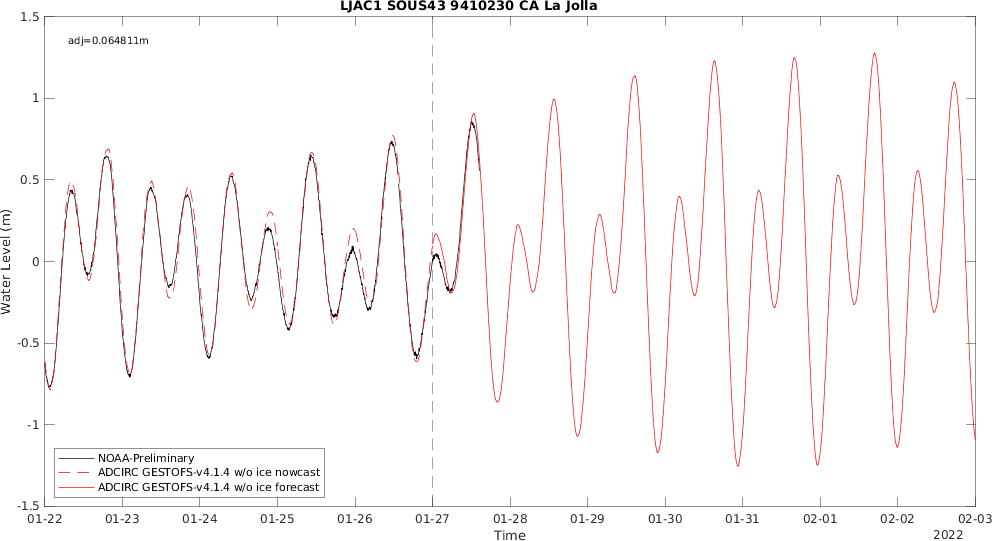 LJAC1 SOUS43 9410230 CA La Jolla
adj=0.064811m
1.5
1
0.5
0
-0.5
-1
-1.5
Water Level (m)
NOAA-Preliminary
ADCIRC GESTOFS-v4.1.4 w/o ice nowcast
ADCIRC GESTOFS-v4.1.4 w/o ice forecast
01-22 01-23 01-24 01-25 01-26 01-27 01-28 01-29 01-30 01-31 02-01 02-02 02-03
Time
2022